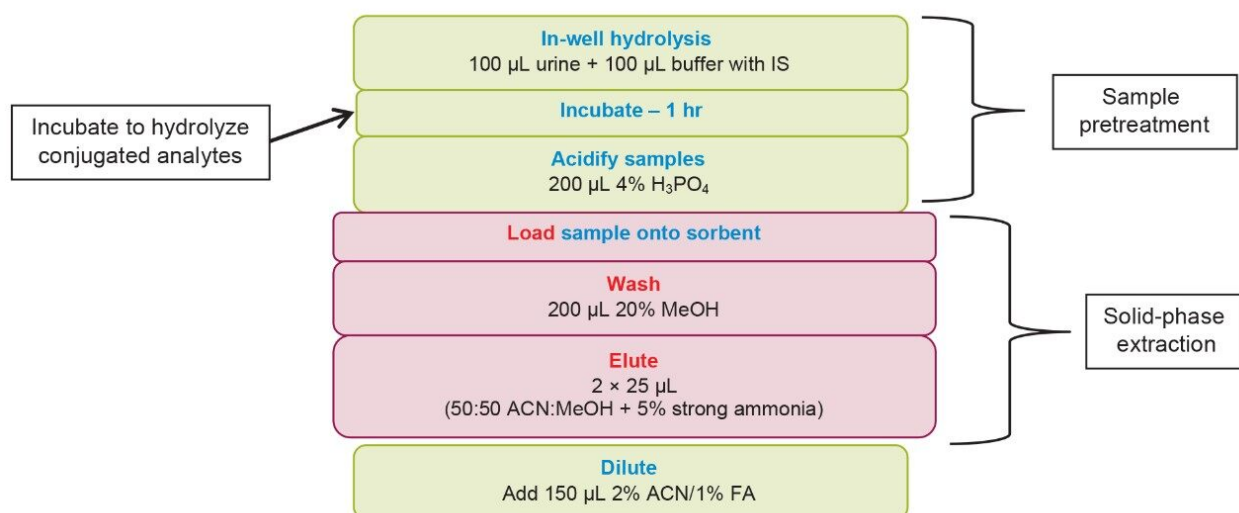 In-well hydrolysis
100 µL urine + 100 µL buffer with IS
Incubate – 1 hr
Acidify samples
200 µL 4% H₃PO₄
Incubate to hydrolyze
conjugated analytes
Sample
pretreatment
Load sample onto sorbent
Wash
200 µL 20% MeOH
Elute
2 × 25 µL
(50:50 ACN:MeOH + 5% strong ammonia)
Solid-phase
extraction
Dilute
Add 150 µL 2% ACN/1% FA